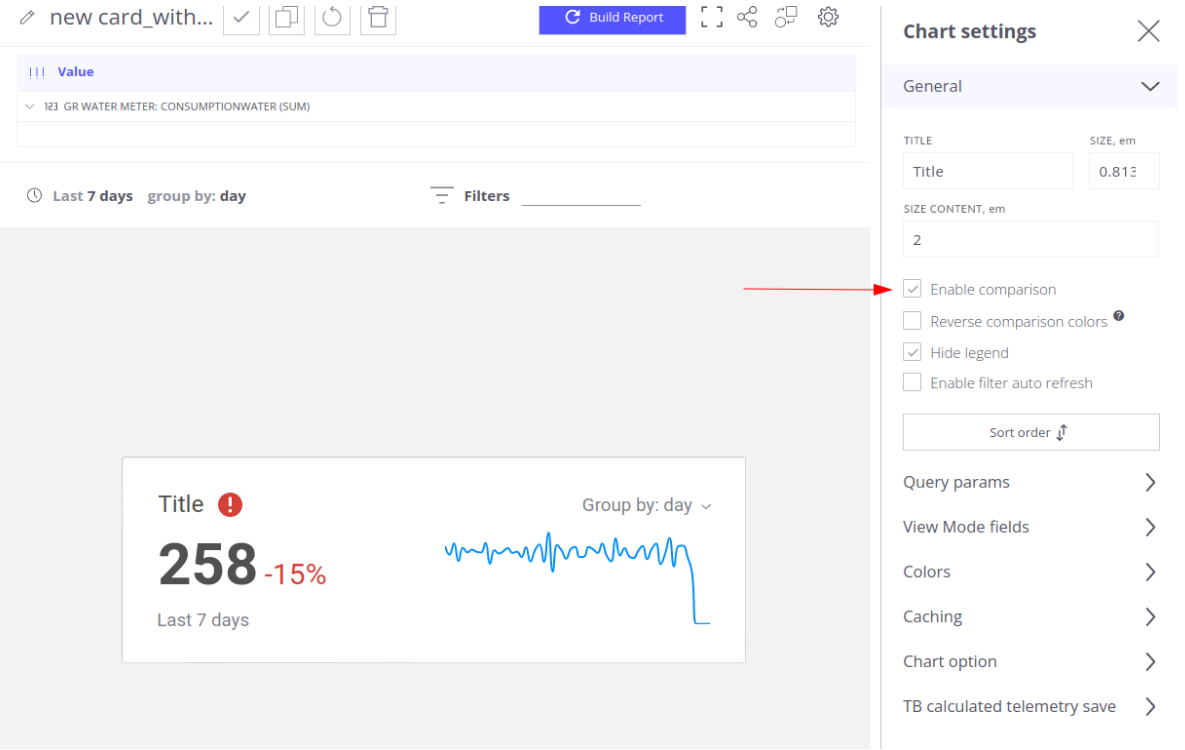 new card_with...
Build Report
Value
123 GR WATER METER: CONSUMPTIONWATER (SUM)
Last 7 days group by: day
Filters
Title !
Group by: day
258 -15%
Last 7 days
Chart settings
General
TITLE
SIZE, em
Title
0.813
SIZE CONTENT, em
2
Enable comparison
Reverse comparison colors ?
Hide legend
Enable filter auto refresh
Sort order
Query params
View Mode fields
Colors
Caching
Chart option
TB calculated telemetry save